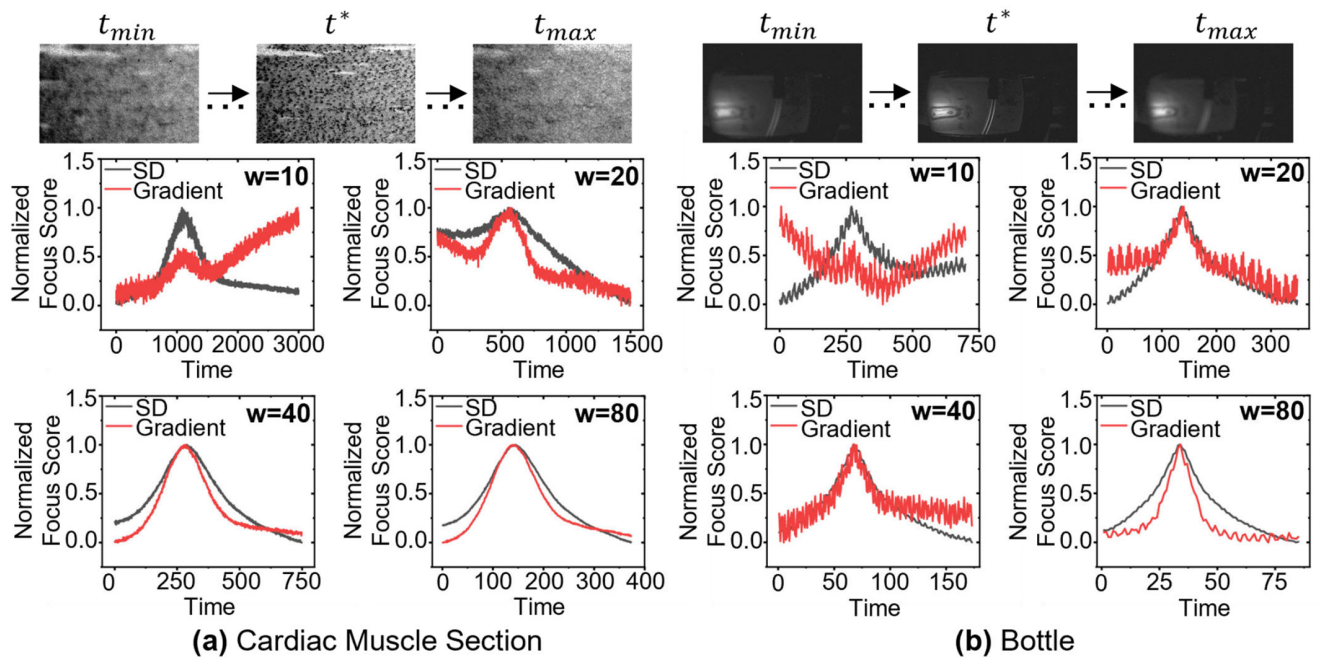 t_min t* t_max
t_min t* t_max
Normalized
Focus Score
1.5
1.0
0.5
0.0
SD
Gradient
w=10
0 1000 2000 3000
Time
1.5
1.0
0.5
0.0
SD
Gradient
w=20
0 500 1000 1500
Time
Normalized
Focus Score
Normalized
Focus Score
1.5
1.0
0.5
0.0
SD
Gradient
w=40
0 250 500 750
Time
Normalized
Focus Score
1.5
1.0
0.5
0.0
SD
Gradient
w=80
0 100 200 300 400
Time
(a) Cardiac Muscle Section
Normalized
Focus Score
1.5
1.0
0.5
0.0
SD
Gradient
w=10
0 250 500 750
Time
Normalized
Focus Score
1.5
1.0
0.5
0.0
SD
Gradient
w=20
0 100 200 300
Time
Normalized
Focus Score
1.5
1.0
0.5
0.0
SD
Gradient
w=40
0 50 100 150
Time
Normalized
Focus Score
1.5
1.0
0.5
0.0
SD
Gradient
w=80
0 25 50 75
Time
(b) Bottle